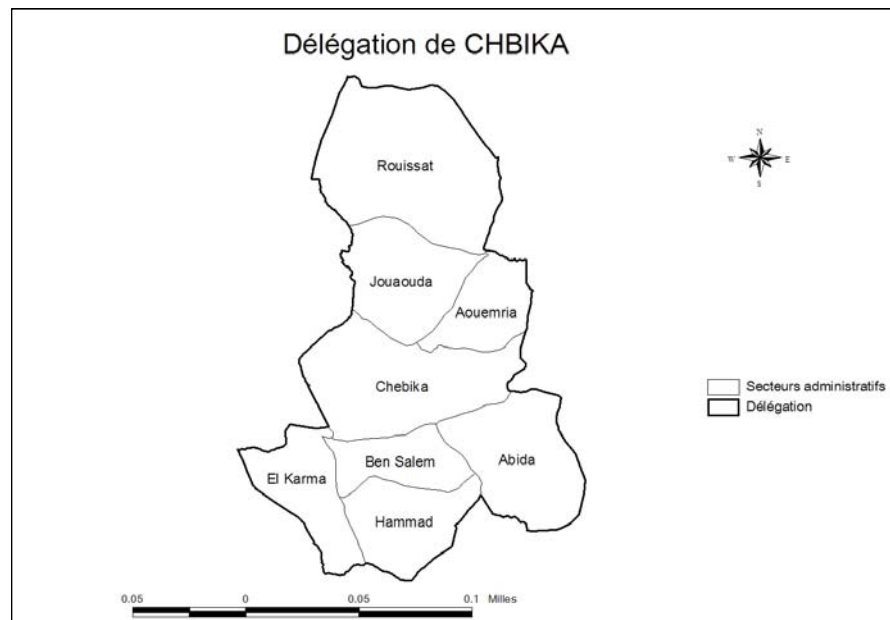 Délégation de CHBIKA
N
W E
S
Rouissat
Jouaouda
Aouemria
Chebika
Secteurs administratifs
Délégation
Ben Salem
Abida
El Karma
Hammad
0.05 0 0.05 0.1 Milles